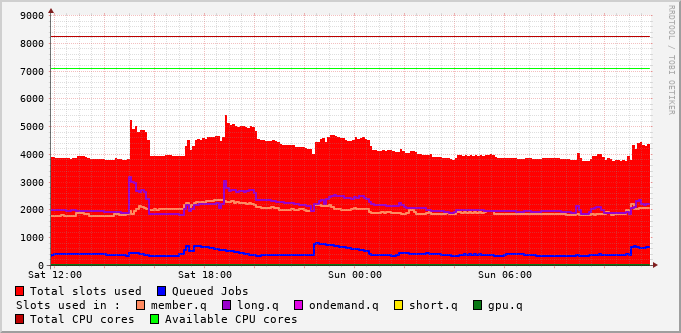 9000
8000
7000
6000
5000
4000
3000
2000
1000
0
Sat 12:00 Sat 18:00 Sun 00:00 Sun 06:00
Total slots used Queued Jobs
Slots used in : member.q long.q ondemand.q short.q gpu.q
Total CPU cores Available CPU cores
RRDTOOL / TOBI OETIKER